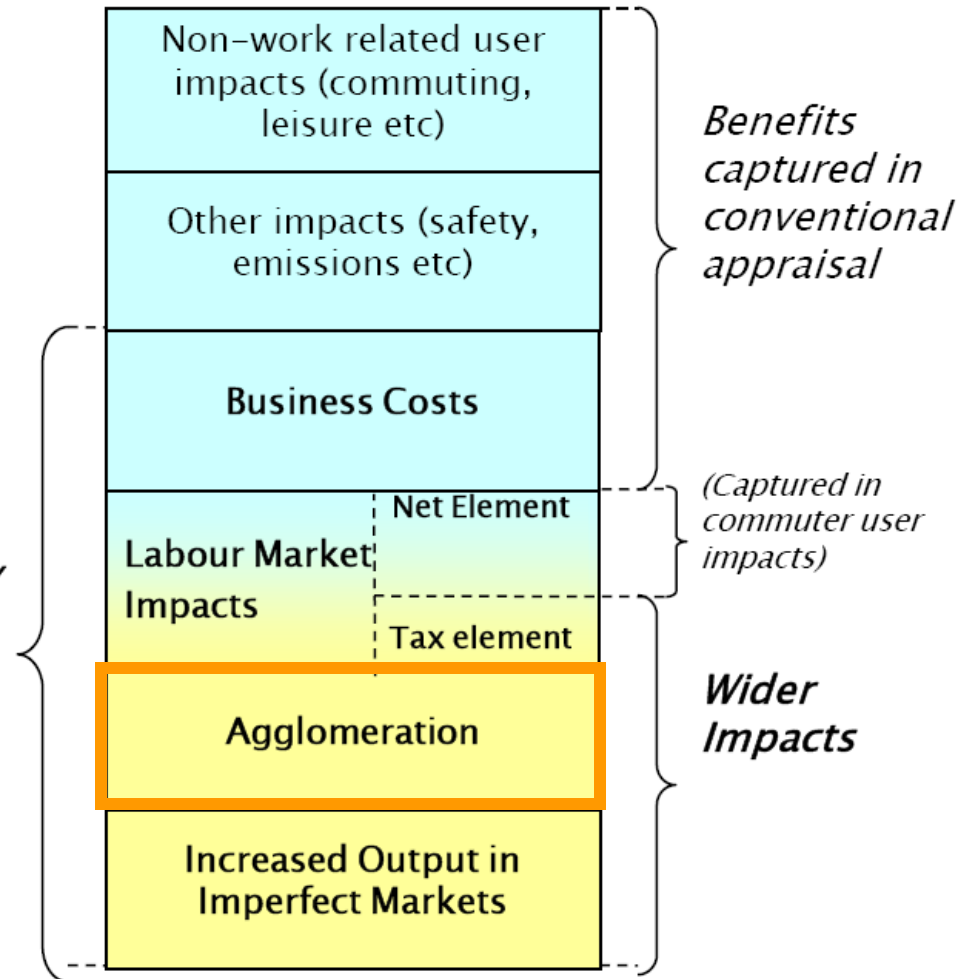 Non-work related user
impacts (commuting,
leisure etc)
Other impacts (safety,
emissions etc)
Benefits
captured in
conventional
appraisal
Business Costs
Net Element
(Captured in
commuter user
impacts)
Labour Market
Impacts
Tax element
Agglomeration
Wider
Impacts
Increased Output in
Imperfect Markets